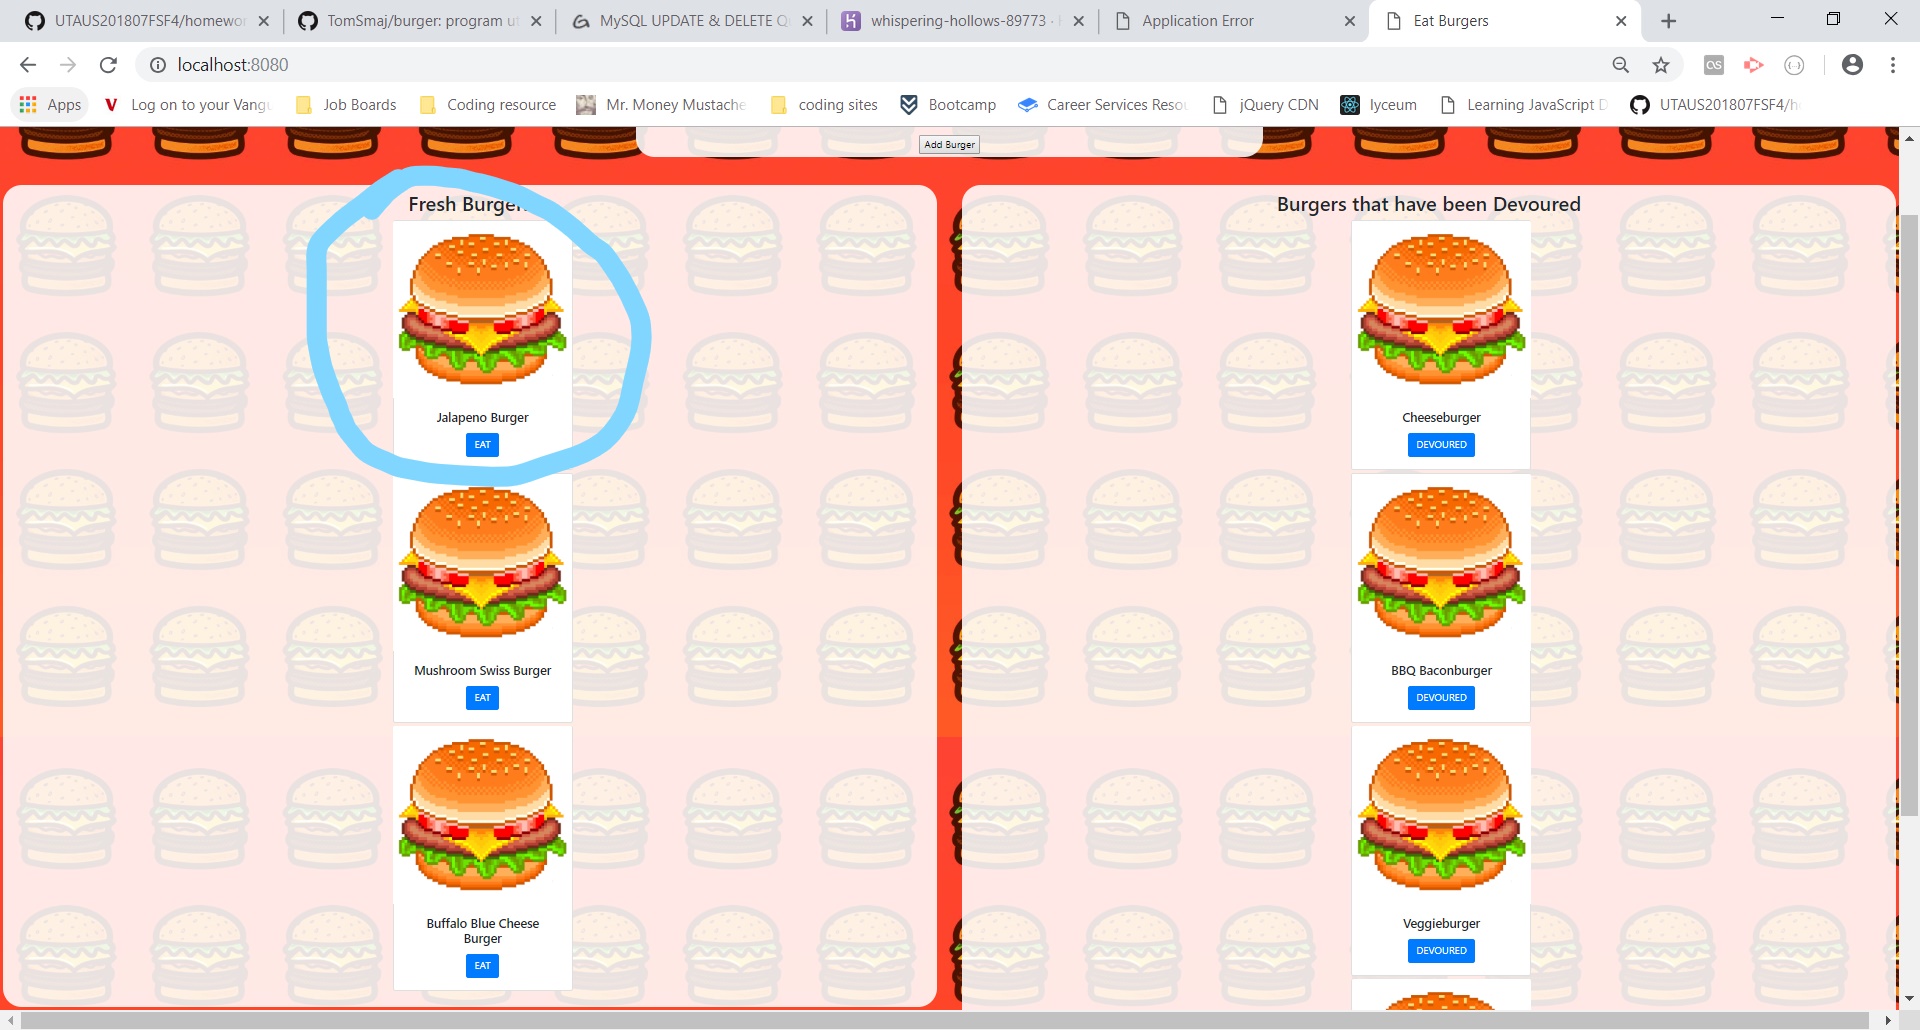 UTAUS201807FSF4/homewor
TomSmaj/burger: program ut
MySQL UPDATE & DELETE Q
whispering-hollows-89773 ·
Application Error
Eat Burgers
localhost:8080
Apps
Log on to your Vangu
Job Boards
Coding resource
Mr. Money Mustache
coding sites
Bootcamp
Career Services Resou
jQuery CDN
lyceum
Learning JavaScript D
UTAUS201807FSF4/h
Add Burger
Fresh Burger
Jalapeno Burger
EAT
Mushroom Swiss Burger
EAT
Buffalo Blue Cheese
Burger
EAT
Burgers that have been Devoured
Cheeseburger
DEVOURED
BBQ Baconburger
DEVOURED
Veggieburger
DEVOURED